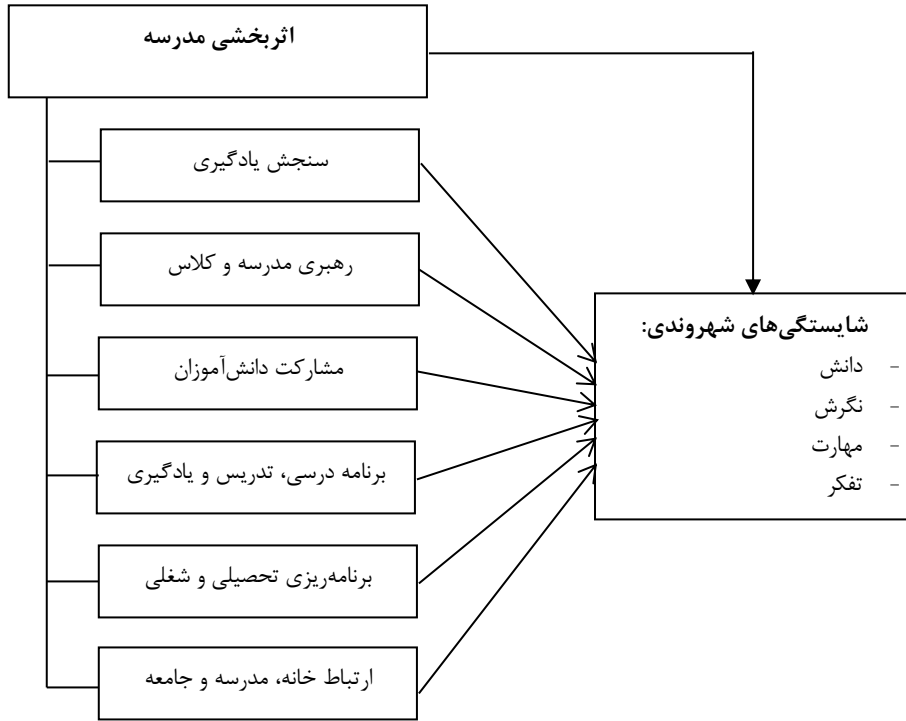 اثربخشی مدرسه
سنجش یادگیری
رهبری مدرسه و کلاس
مشارکت دانش‌آموزان
برنامه درسی، تدریس و یادگیری
برنامه‌ریزی تحصیلی و شغلی
ارتباط خانه، مدرسه و جامعه
شایستگی‌های شهروندی:
- دانش
- نگرش
- مهارت
- تفکر